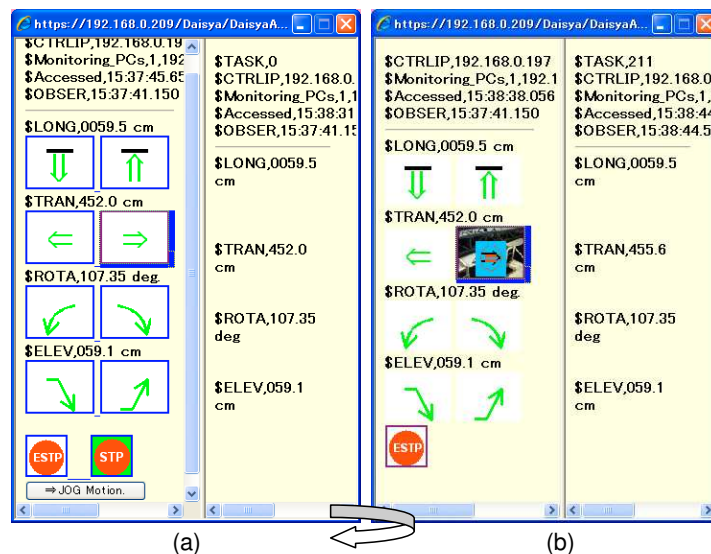 https://192.168.0.209/Daisya/DaisyaA...
$CTRLIP,192.168.0.19
$Monitoring_PCs,1,192
$Accessed,15:37:45.65
$OBSER,15:37:41.150
$LONG,0059.5 cm
$TRAN,452.0 cm
$ROTA,107.35 deg.
$ELEV,059.1 cm
ESTP
STP
⇒JOG Motion.
$TASK,0
$CTRLIP,192.168.0.
$Monitoring_PCs,1,1
$Accessed,15:38:31
$OBSER,15:37:41.15
$LONG,0059.5
cm
$TRAN,452.0
cm
$ROTA,107.35
deg
$ELEV,059.1
cm
(a)
https://192.168.0.209/Daisya/DaisyaA...
$CTRLIP,192.168.0.197
$Monitoring_PCs,1,192.1
$Accessed,15:38:38.056
$OBSER,15:37:41.150
$LONG,0059.5 cm
$TRAN,452.0 cm
$ROTA,107.35 deg.
$ELEV,059.1 cm
ESTP
$TASK,211
$CTRLIP,192.168.0
$Monitoring_PCs,1,
$Accessed,15:38:44
$OBSER,15:38:44.5
$LONG,0059.5
cm
$TRAN,455.6
cm
$ROTA,107.35
deg
$ELEV,059.1
cm
(b)